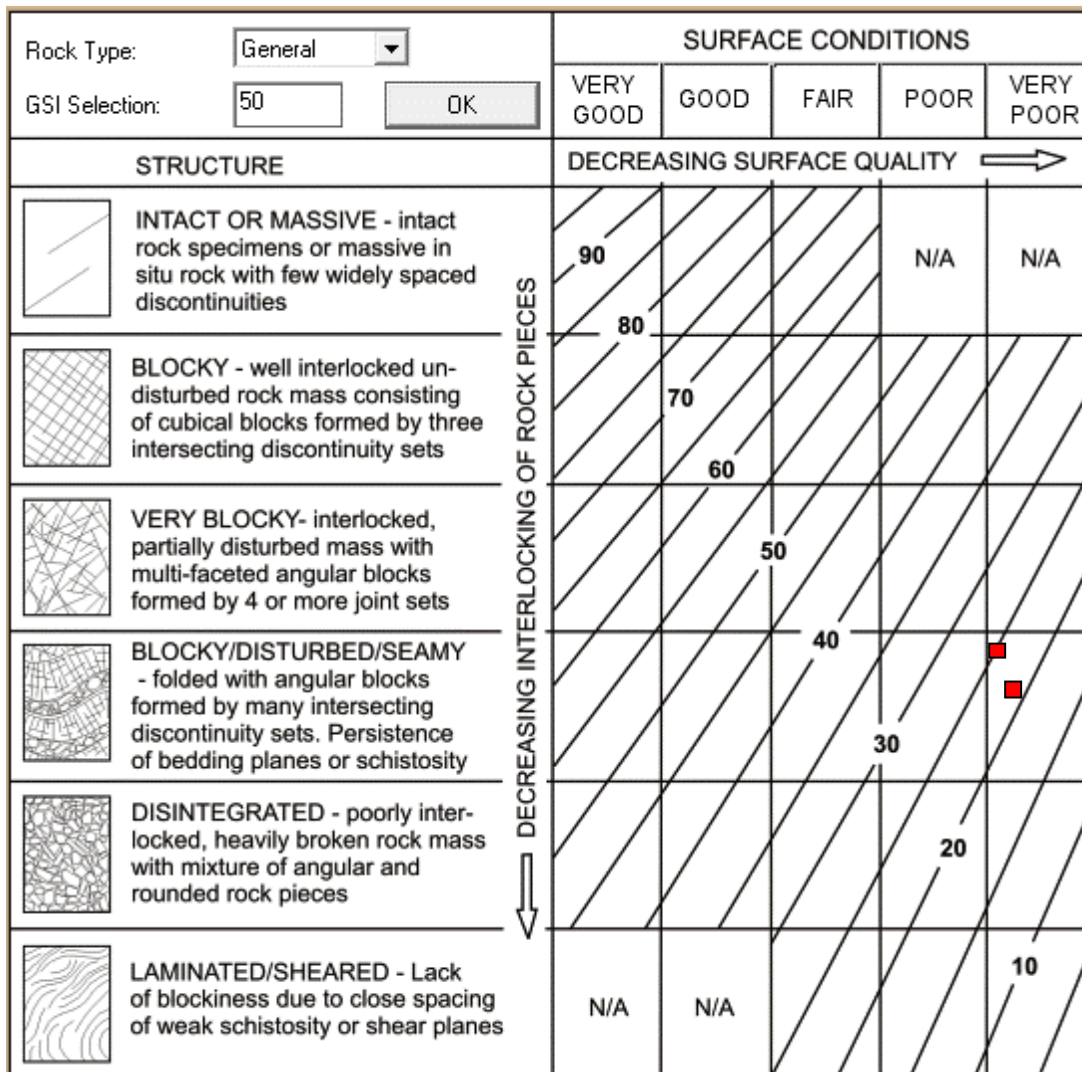 Rock Type:
General
GSI Selection:
50
OK
SURFACE CONDITIONS
VERY
GOOD
GOOD
FAIR
POOR
VERY
POOR
STRUCTURE
DECREASING SURFACE QUALITY
INTACT OR MASSIVE - intact
rock specimens or massive in
situ rock with few widely spaced
discontinuities
BLOCKY - well interlocked un-
disturbed rock mass consisting
of cubical blocks formed by three
intersecting discontinuity sets
VERY BLOCKY- interlocked,
partially disturbed mass with
multi-faceted angular blocks
formed by 4 or more joint sets
BLOCKY/DISTURBED/SEAMY
- folded with angular blocks
formed by many intersecting
discontinuity sets. Persistence
of bedding planes or schistosity
DISINTEGRATED - poorly inter-
locked, heavily broken rock mass
with mixture of angular and
rounded rock pieces
LAMINATED/SHEARED - Lack
of blockiness due to close spacing
of weak schistosity or shear planes
DECREASING INTERLOCKING OF ROCK PIECES
90
N/A
N/A
80
70
60
50
40
30
20
10
N/A
N/A